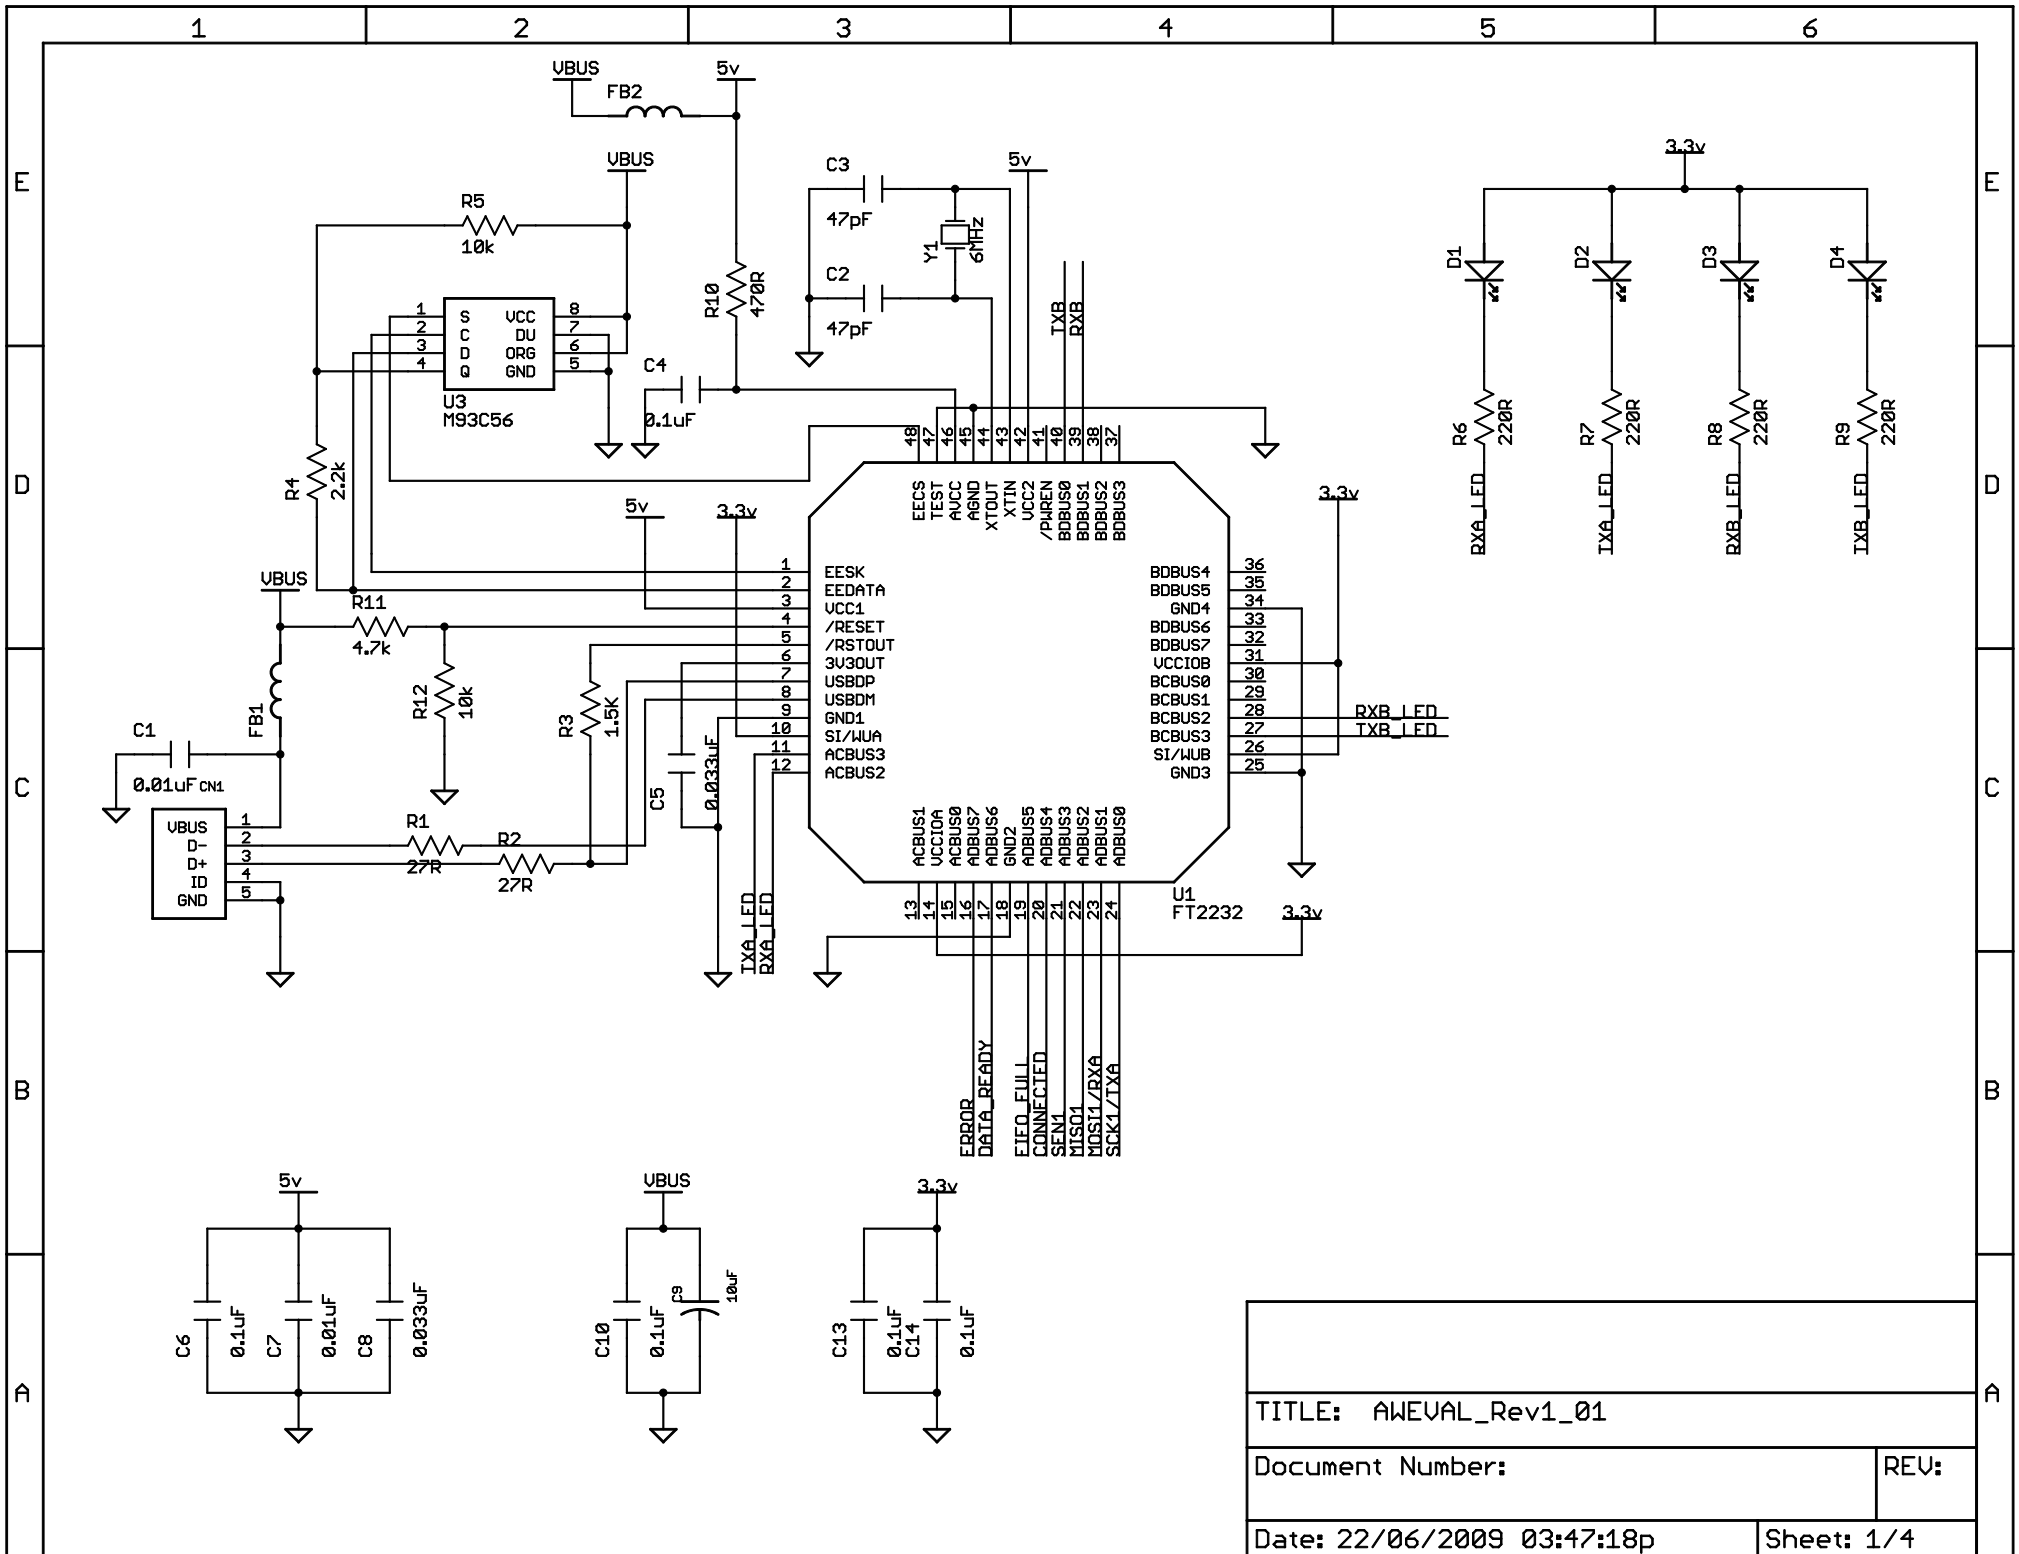 1 2 3 4 5 6
E E
D D
C C
B B
A A
VBUS
FB2
5v
VBUS
R5
10k
R10
470R
C3
47pF
C2
47pF
Y1
6MHz
5v
TXB
RXB
3.3v
D1
D2
D3
D4
R6
220R
R7
220R
R8
220R
R9
220R
RXA_LED
TXA_LED
RXB_LED
TXB_LED
1 S VCC 8
2 C DU 7
3 D ORG 6
4 Q GND 5
U3
M93C56
C4
0.1uF
R4
2.2k
5v
3.3v
3.3v
48 47 46 45 44 43 42 41 40 39 38 37
EECS
TEST
AVCC
AGND
XTOUT
XTIN
VCC2
/PWREN
BDBUS0
BDBUS1
BDBUS2
BDBUS3
1 EESK
2 EEDATA
3 VCC1
4 /RESET
5 /RSTOUT
6 3V3OUT
7 USBDP
8 USBDM
9 GND1
10 SI/WUA
11 ACBUS3
12 ACBUS2
BDBUS4 36
BDBUS5 35
GND4 34
BDBUS6 33
BDBUS7 32
VCCIOB 31
BCBUS0 30
BCBUS1 29
BCBUS2 28
BCBUS3 27
SI/WUB 26
GND3 25
RXB_LED
TXB_LED
ACBUS1
VCCIOA
ACBUS0
ADBUS7
ADBUS6
GND2
ADBUS5
ADBUS4
ADBUS3
ADBUS2
ADBUS1
ADBUS0
13 14 15 16 17 18 19 20 21 22 23 24
U1
FT2232
3.3v
VBUS
R11
4.7k
R12
10k
FB1
C1
0.01uF
CN1
VBUS 1
D- 2
D+ 3
ID 4
GND 5
R1
27R
R2
27R
R3
1.5K
C5
0.033uF
TXA_LED
RXA_LED
ERROR
DATA_READY
FIFO_FULL
CONNECTED
SEN1
MISO1
MOSI1/RXA
SCK1/TXA
5v
C6
0.1uF
C7
0.01uF
C8
0.033uF
VBUS
C10
0.1uF
C9
10uF
3.3v
C13
0.1uF
C14
0.1uF
TITLE: AWEVAL_Rev1_01
Document Number:
REV:
Date: 22/06/2009 03:47:18p
Sheet: 1/4